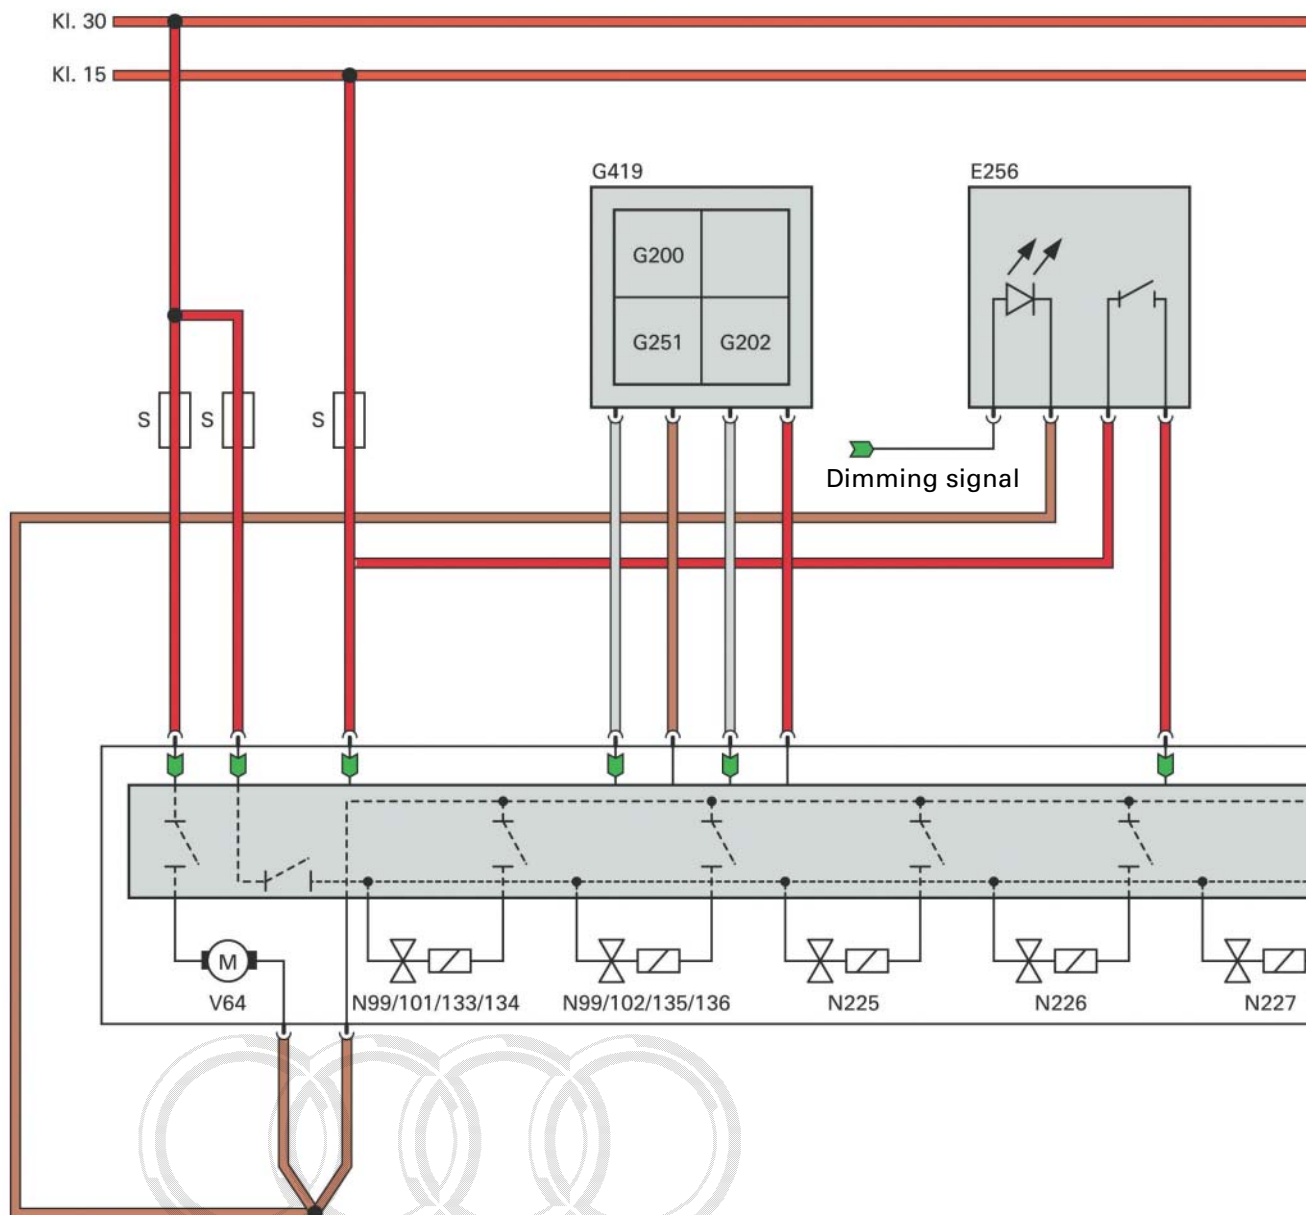 Kl. 30
Kl. 15
G419
E256
G200
G251
G202
S
S
S
Dimming signal
M
V64
N99/101/133/134
N99/102/135/136
N225
N226
N227